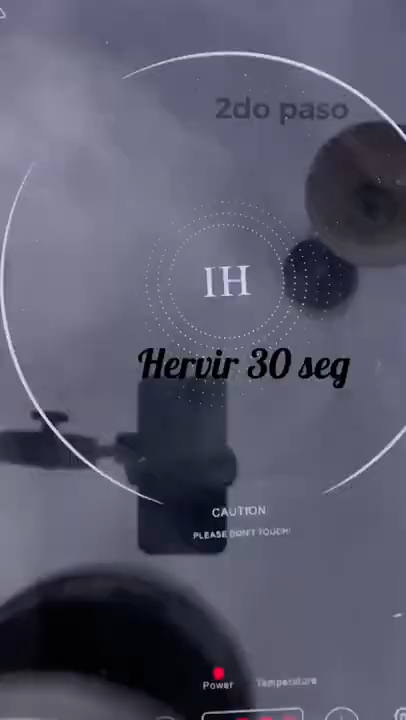 2do paso
IH
Hervir 30 seg
CAUTION
PLEASE DON'T TOUCH!
Power Temperature